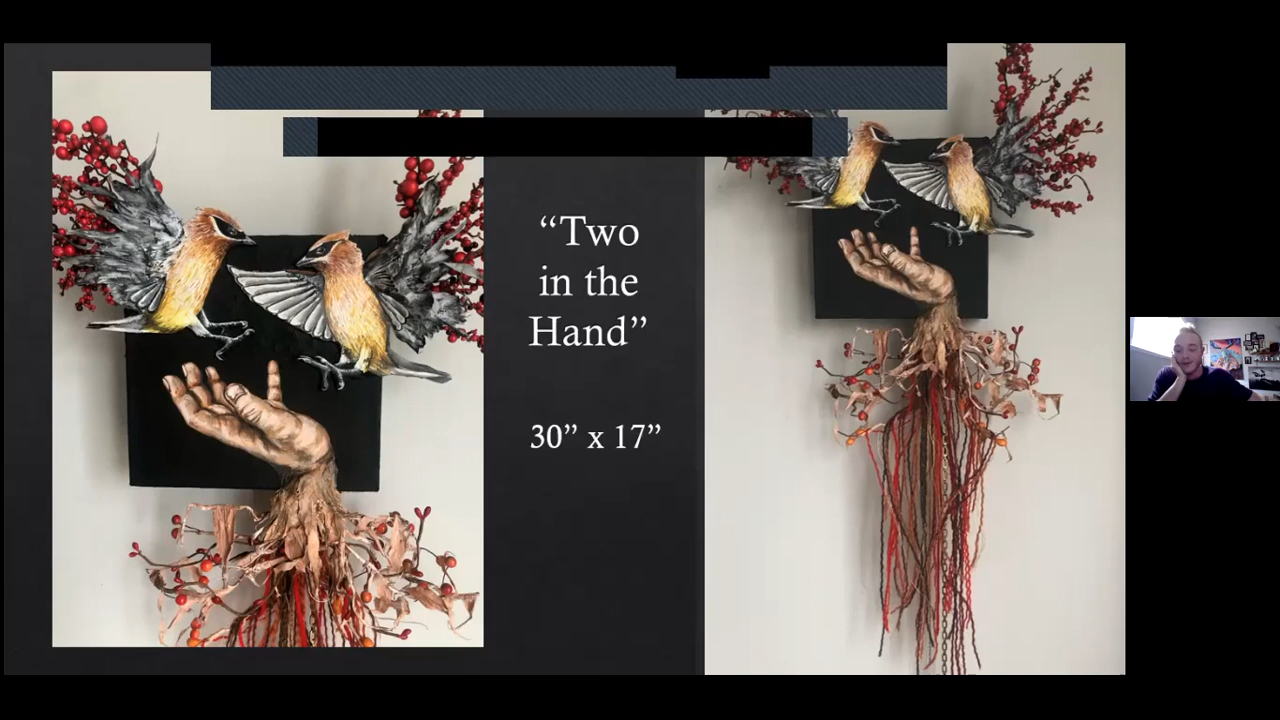 “Two
in the
Hand”
30” x 17”